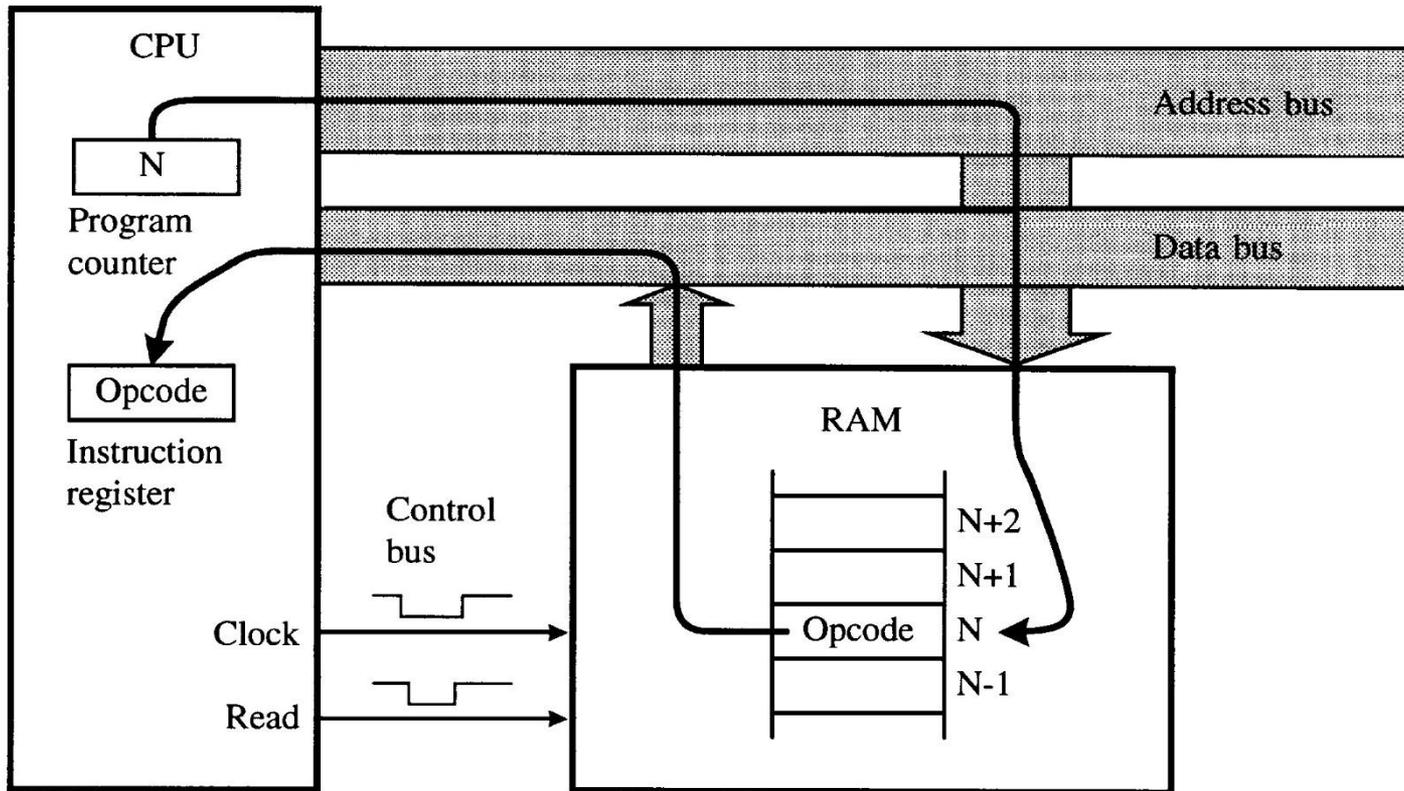 CPU
Address bus
N
Program
counter
Data bus
Opcode
Instruction
register
RAM
Control
bus
N+2
N+1
Opcode
N
N-1
Clock
Read